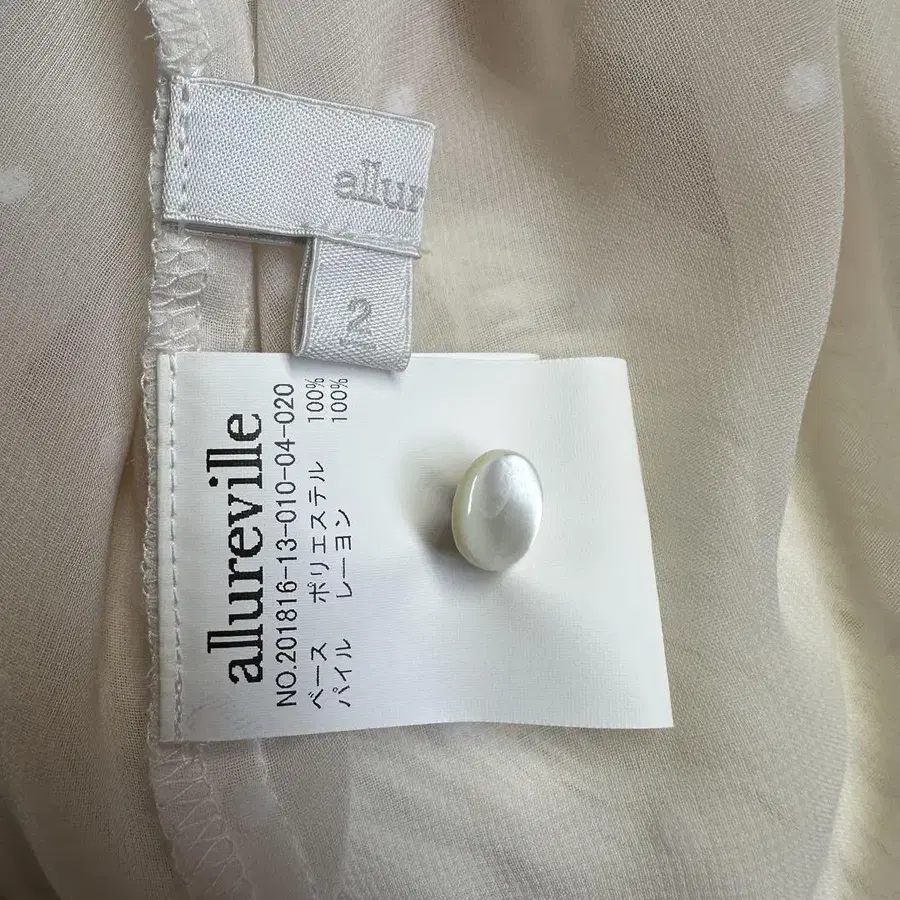 allur
2
allureville
NO.201816-13-010-04-020
ベース ポリエステル 100%
パイル レーヨン 100%